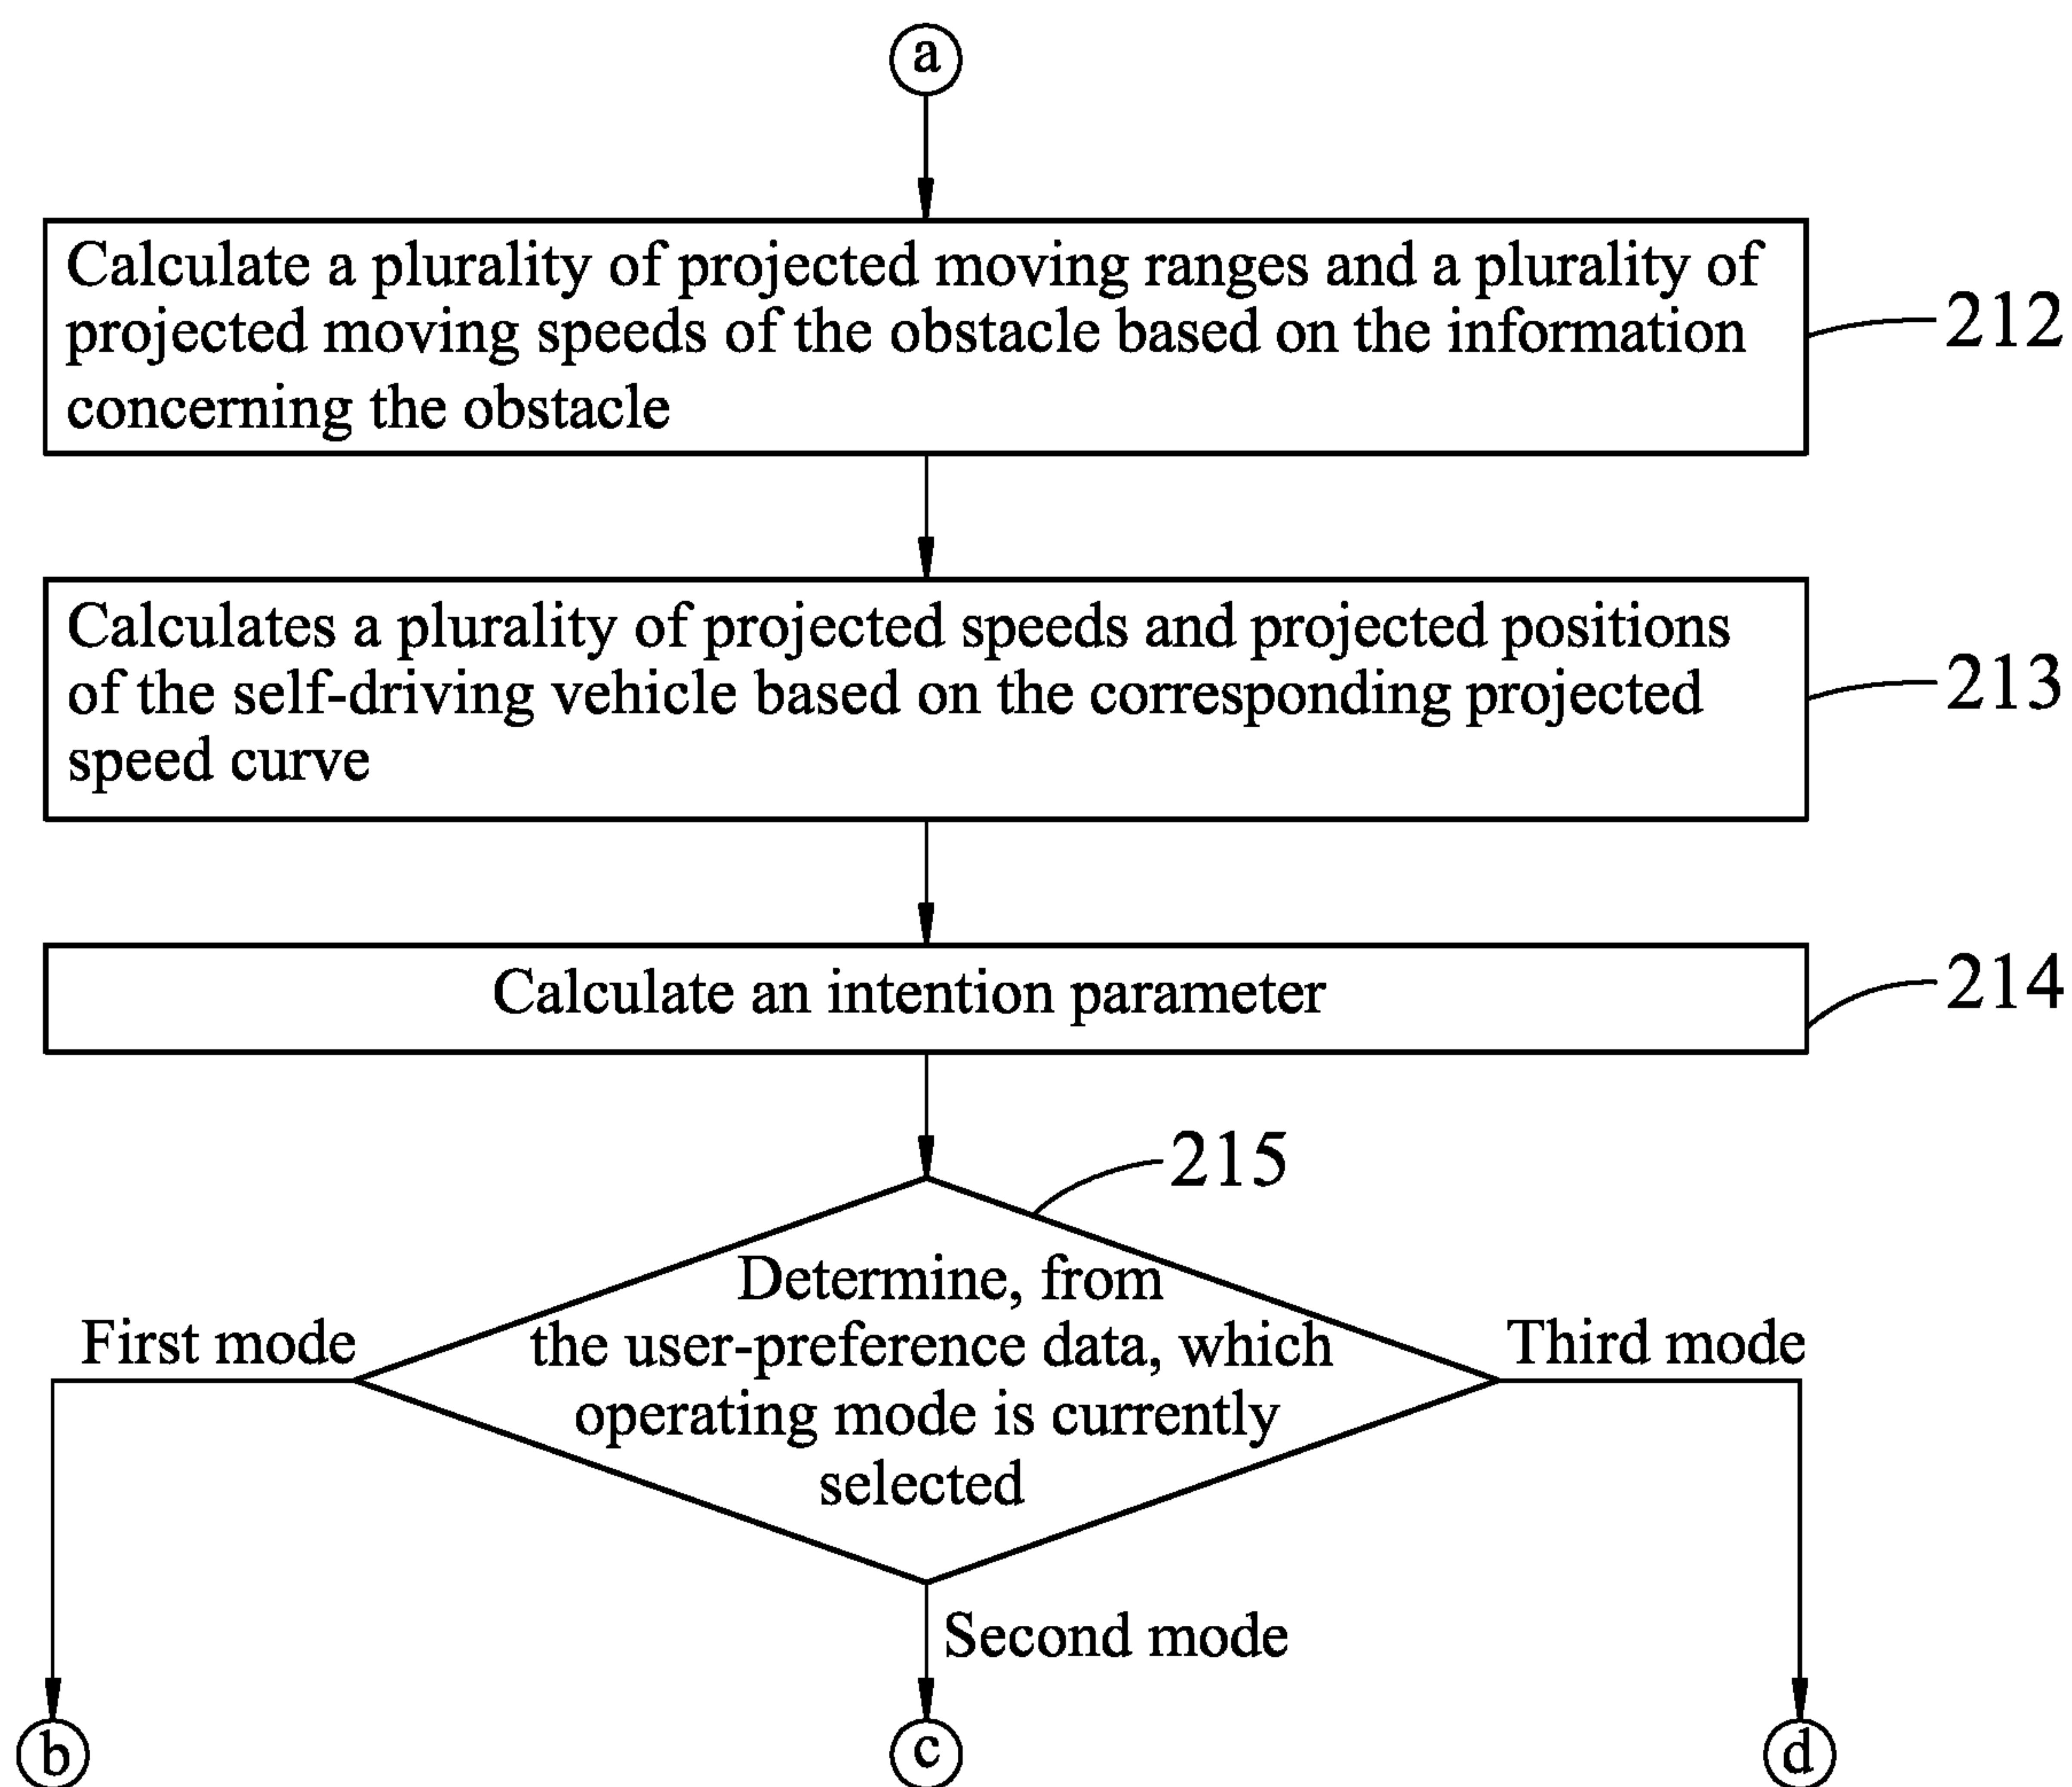 a
Calculate a plurality of projected moving ranges and a plurality of
projected moving speeds of the obstacle based on the information
concerning the obstacle
212
Calculates a plurality of projected speeds and projected positions
of the self-driving vehicle based on the corresponding projected
speed curve
213
Calculate an intention parameter
214
215
Determine, from
the user-preference data, which
operating mode is currently
selected
First mode
Third mode
Second mode
b
c
d